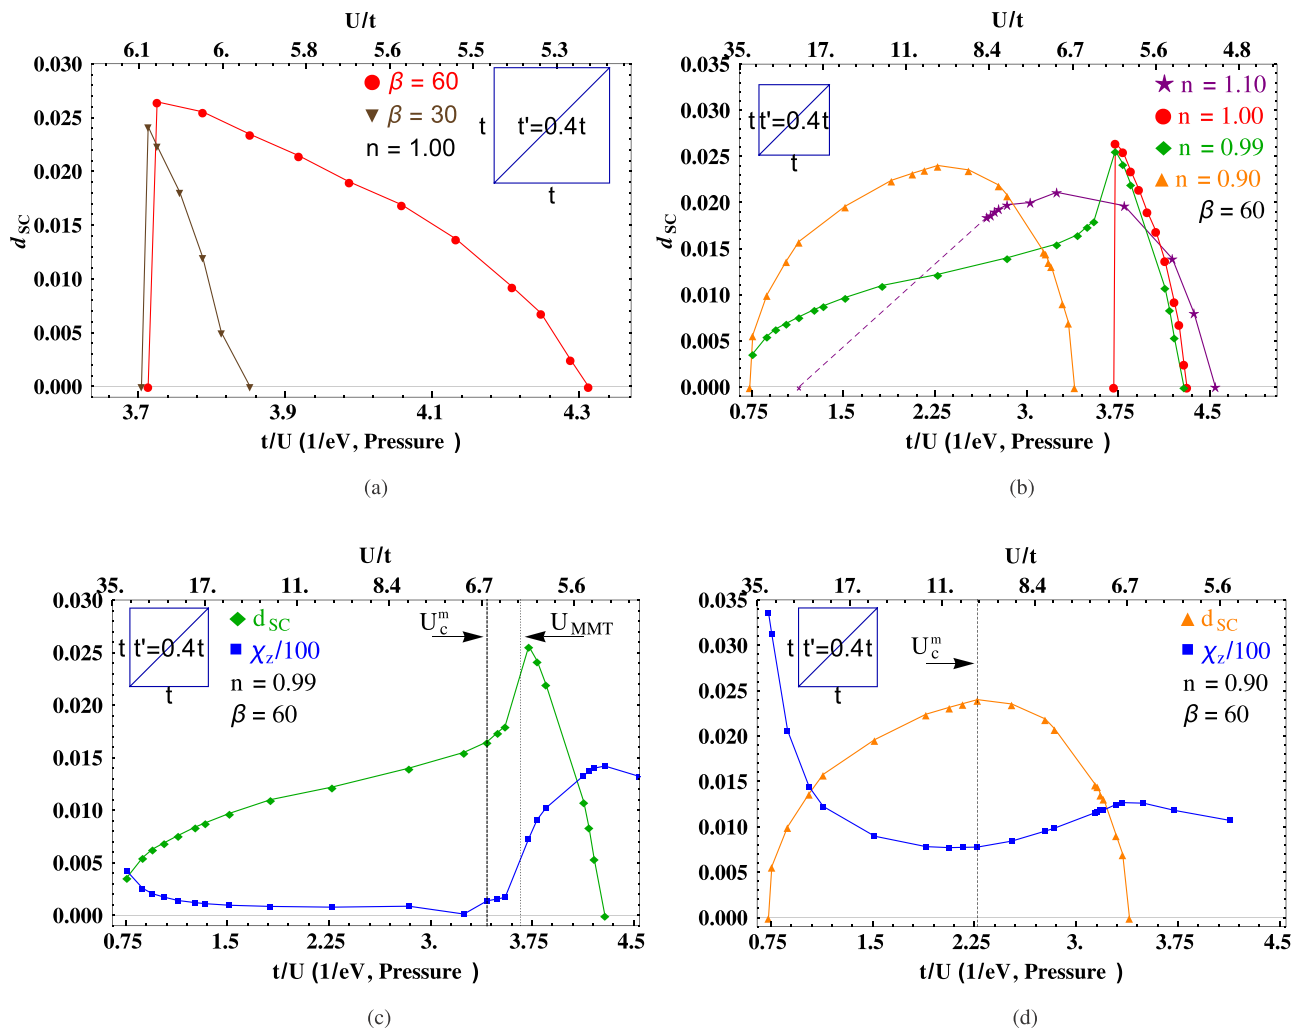 U/t
6.1 6. 5.8 5.6 5.5 5.3
0.030
0.025
0.020
0.015
0.010
0.005
0.000
d_SC
β = 60
β = 30
n = 1.00
t t'=0.4t
t
3.7 3.9 4.1 4.3
t/U (1/eV, Pressure )
(a)
U/t
35. 17. 11. 8.4 6.7 5.6 4.8
0.035
0.030
0.025
0.020
0.015
0.010
0.005
0.000
d_SC
t t'=0.4t
t
n = 1.10
n = 1.00
n = 0.99
n = 0.90
β = 60
0.75 1.5 2.25 3. 3.75 4.5
t/U (1/eV, Pressure )
(b)
U/t
35. 17. 11. 8.4 6.7 5.6
0.030
0.025
0.020
0.015
0.010
0.005
0.000
t t'=0.4t
t
d_SC
χ_z/100
n = 0.99
β = 60
U_c^m
U_MMT
0.75 1.5 2.25 3. 3.75 4.5
t/U (1/eV, Pressure )
(c)
U/t
35. 17. 11. 8.4 6.7 5.6
0.035
0.030
0.025
0.020
0.015
0.010
0.005
0.000
t t'=0.4t
t
U_c^m
d_SC
χ_z/100
n = 0.90
β = 60
0.75 1.5 2.25 3. 3.75 4.5
t/U (1/eV, Pressure )
(d)